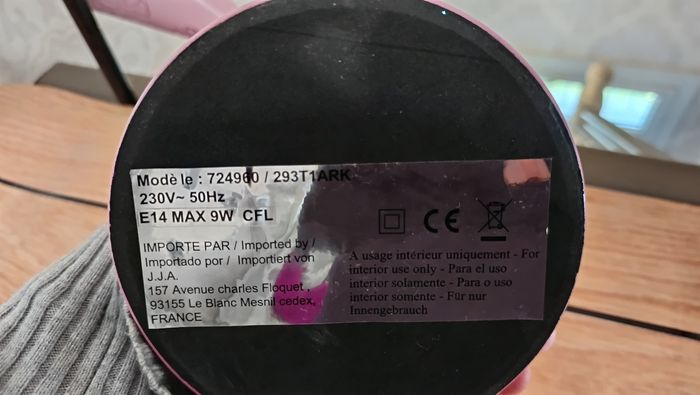 Modèle : 724960 / 293T1ARK
230V~ 50Hz
E14 MAX 9W CFL
IMPORTE PAR / Imported by /
Importado por / Importiert von
J.J.A.
157 Avenue charles Floquet ,
93155 Le Blanc Mesnil cedex,
FRANCE
CE
A usage intérieur uniquement - For
interior use only - Para el uso
interior solamente - Para o uso
interior somente - Für nur
Innengebrauch